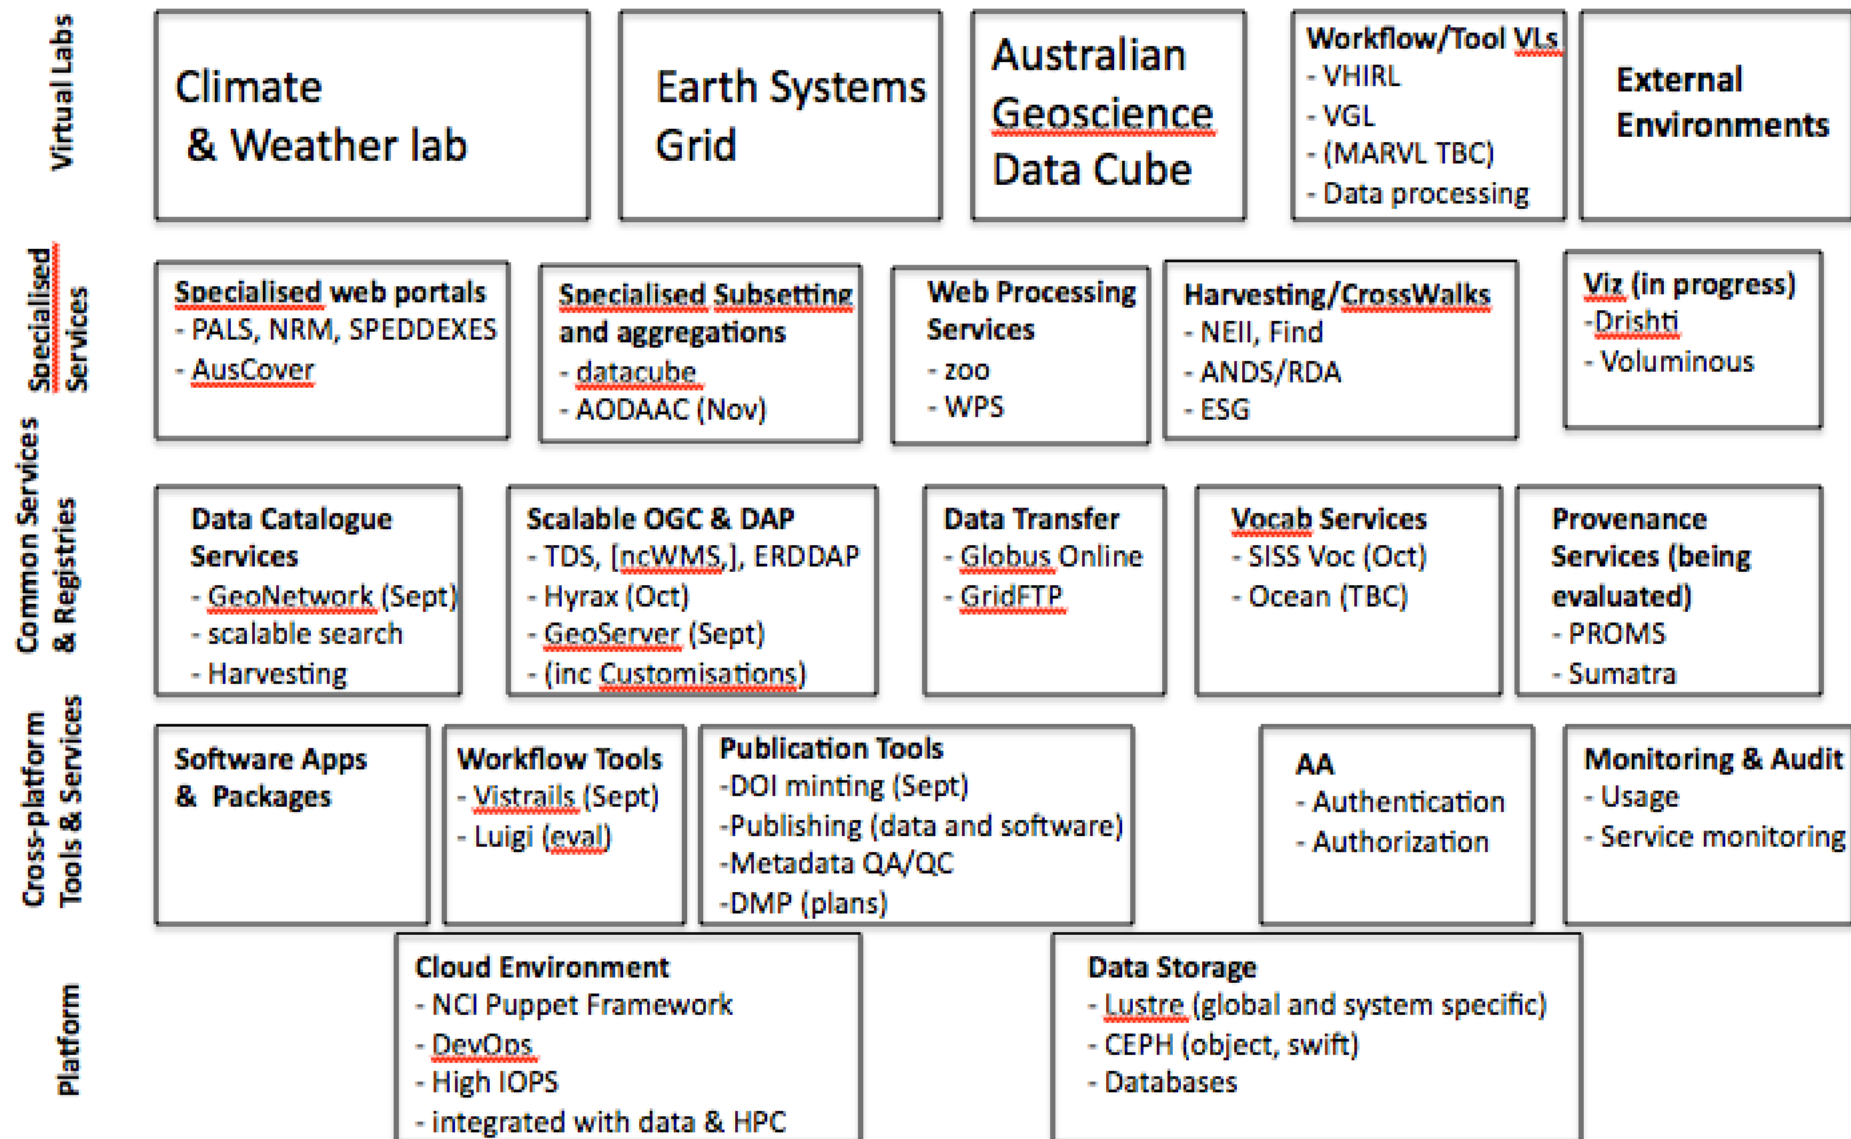 Virtual Labs
Climate
& Weather lab
Earth Systems
Grid
Australian
Geoscience
Data Cube
Workflow/Tool VLs
- VHIRL
- VGL
- (MARVL TBC)
- Data processing
External
Environments
Specialised
Services
Specialised web portals
- PALS, NRM, SPEDDEXES
- AusCover
Specialised Subsetting
and aggregations
- datacube
- AODAAC (Nov)
Web Processing
Services
- zoo
- WPS
Harvesting/CrossWalks
- NEII, Find
- ANDS/RDA
- ESG
Viz (in progress)
-Drishti
- Voluminous
Common Services
& Registries
Data Catalogue
Services
- GeoNetwork (Sept)
- scalable search
- Harvesting
Scalable OGC & DAP
- TDS, [ncWMS,], ERDDAP
- Hyrax (Oct)
- GeoServer (Sept)
- (inc Customisations)
Data Transfer
- Globus Online
- GridFTP
Vocab Services
- SISS Voc (Oct)
- Ocean (TBC)
Provenance
Services (being
evaluated)
- PROMS
- Sumatra
Cross-platform
Tools & Services
Software Apps
& Packages
Workflow Tools
- Vistrails (Sept)
- Luigi (eval)
Publication Tools
-DOI minting (Sept)
-Publishing (data and software)
-Metadata QA/QC
-DMP (plans)
AA
- Authentication
- Authorization
Monitoring & Audit
- Usage
- Service monitoring
Platform
Cloud Environment
- NCI Puppet Framework
- DevOps
- High IOPS
- integrated with data & HPC
Data Storage
- Lustre (global and system specific)
- CEPH (object, swift)
- Databases